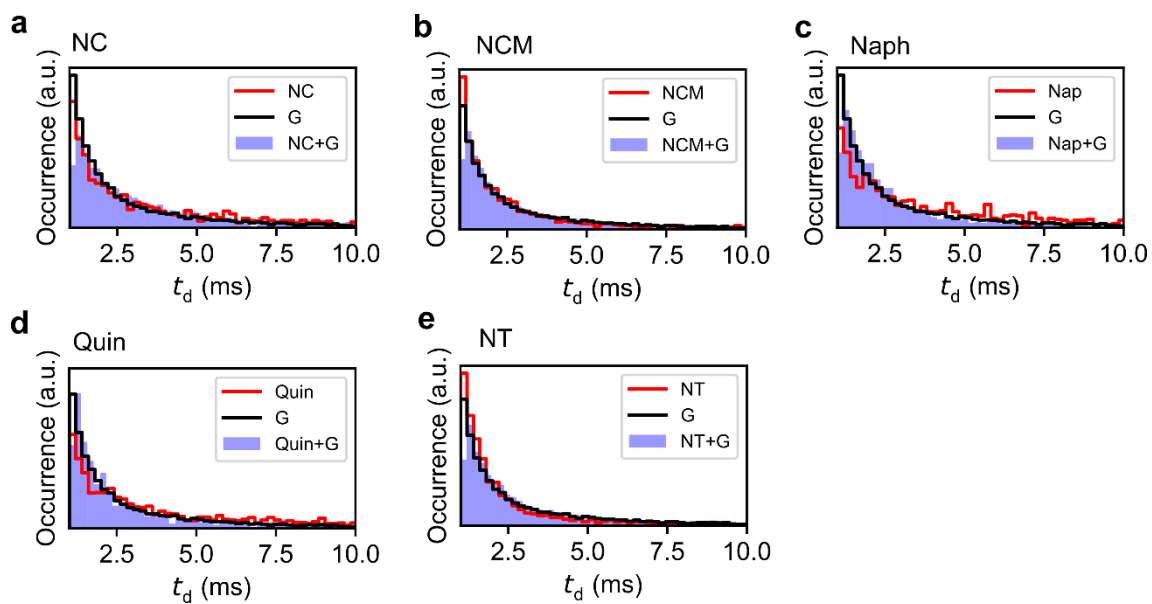 a
NC
Occurrence (a.u.)
NC
G
NC+G
2.5 5.0 7.5 10.0
t_d (ms)
b
NCM
Occurrence (a.u.)
NCM
G
NCM+G
2.5 5.0 7.5 10.0
t_d (ms)
c
Naph
Occurrence (a.u.)
Nap
G
Nap+G
2.5 5.0 7.5 10.0
t_d (ms)
d
Quin
Occurrence (a.u.)
Quin
G
Quin+G
2.5 5.0 7.5 10.0
t_d (ms)
e
NT
Occurrence (a.u.)
NT
G
NT+G
2.5 5.0 7.5 10.0
t_d (ms)